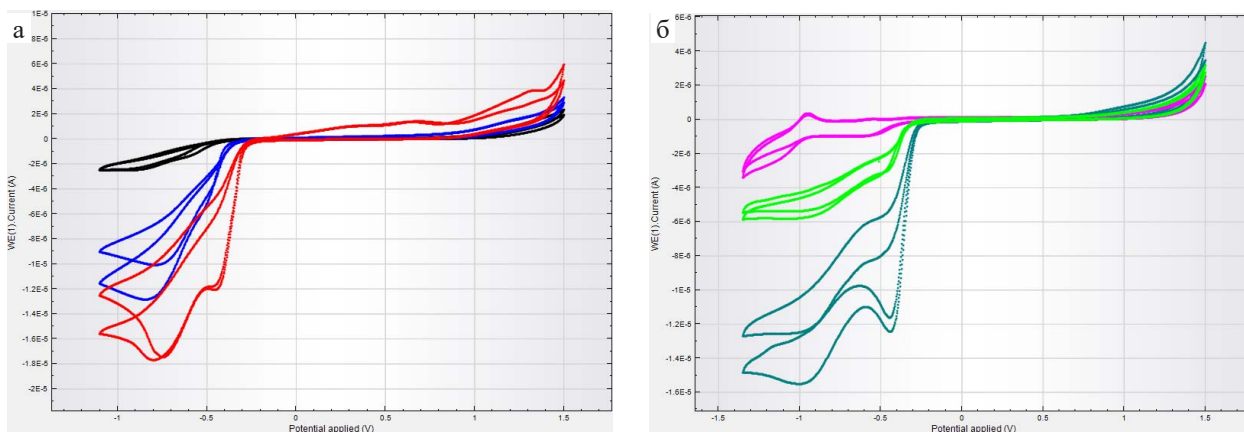 а
1E-5
8E-6
6E-6
4E-6
2E-6
0
-2E-6
-4E-6
-6E-6
-8E-6
-1E-5
-1.2E-5
-1.4E-5
-1.6E-5
-1.8E-5
-2E-5
WE(1).Current (A)
-1 -0.5 0 0.5 1 1.5
Potential applied (V)
б
6E-6
4E-6
2E-6
0
-2E-6
-4E-6
-6E-6
-8E-6
-1E-5
-1.2E-5
-1.4E-5
-1.6E-5
WE(1).Current (A)
-1.5 -1 -0.5 0 0.5 1 1.5
Potential applied (V)